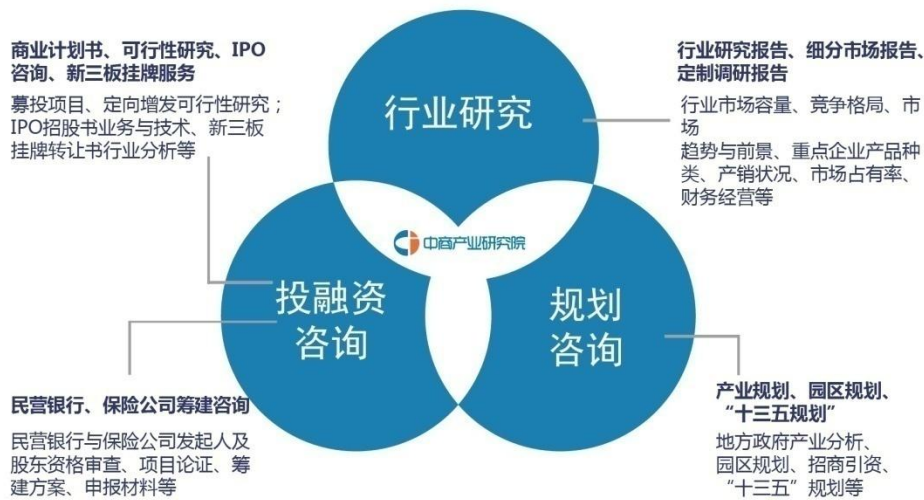 商业计划书、可行性研究、IPO
咨询、新三板挂牌服务
募投项目、定向增发可行性研究；
IPO招股书业务与技术、新三板
挂牌转让书行业分析等
行业研究
行业研究报告、细分市场报告、
定制调研报告
行业市场容量、竞争格局、市
场
趋势与前景、重点企业产品种
类、产销状况、市场占有率、
财务经营等
中商产业研究院
投融资
咨询
规划
咨询
民营银行、保险公司筹建咨询
民营银行与保险公司发起人及
股东资格审查、项目论证、筹
建方案、申报材料等
产业规划、园区规划、
“十三五规划”
地方政府产业分析、
园区规划、招商引资、
“十三五”规划等